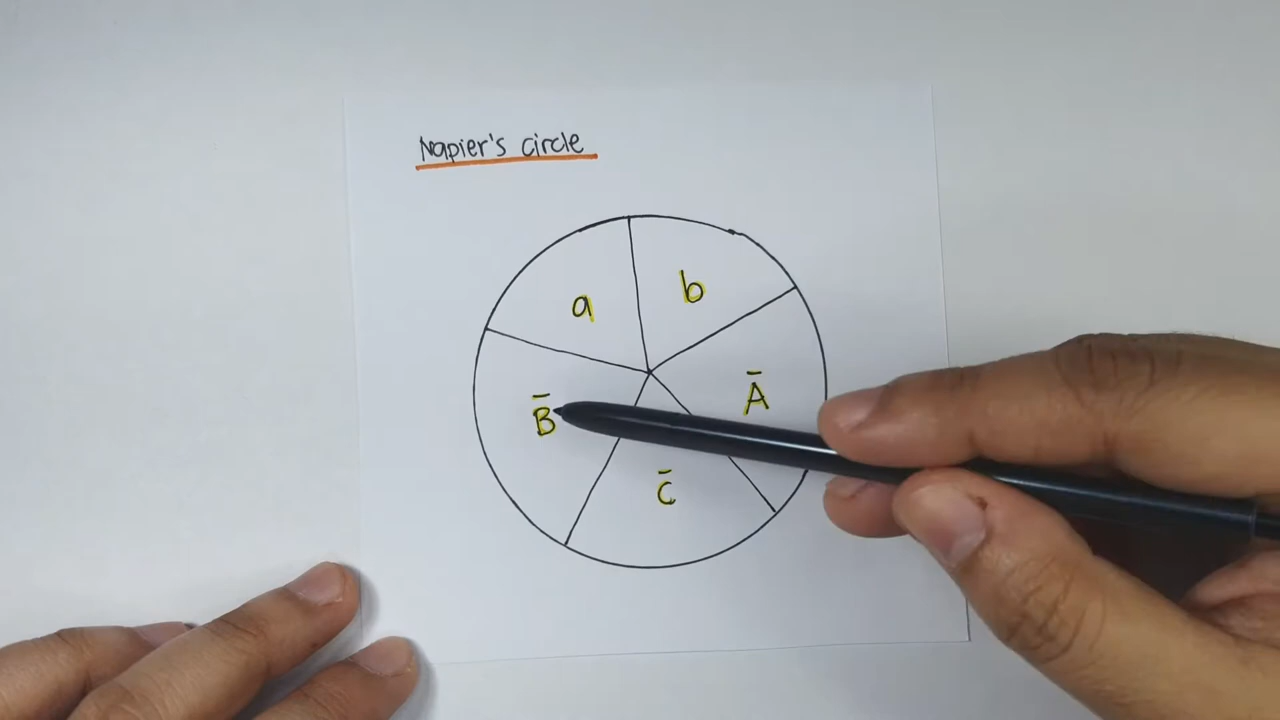 Napier's circle
a
b
B̄
Ā
c̄